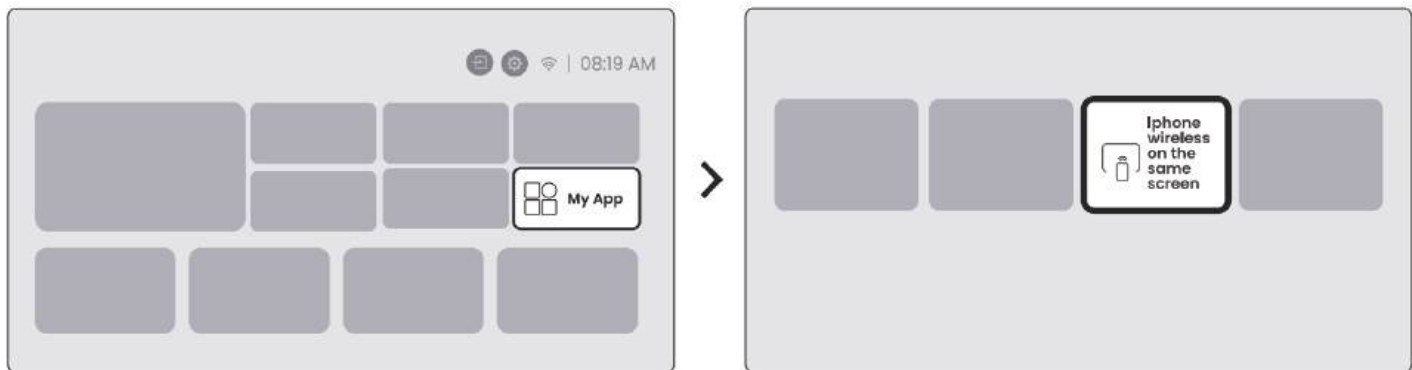 | 08:19 AM
My App
Iphone
wireless
on the
same
screen